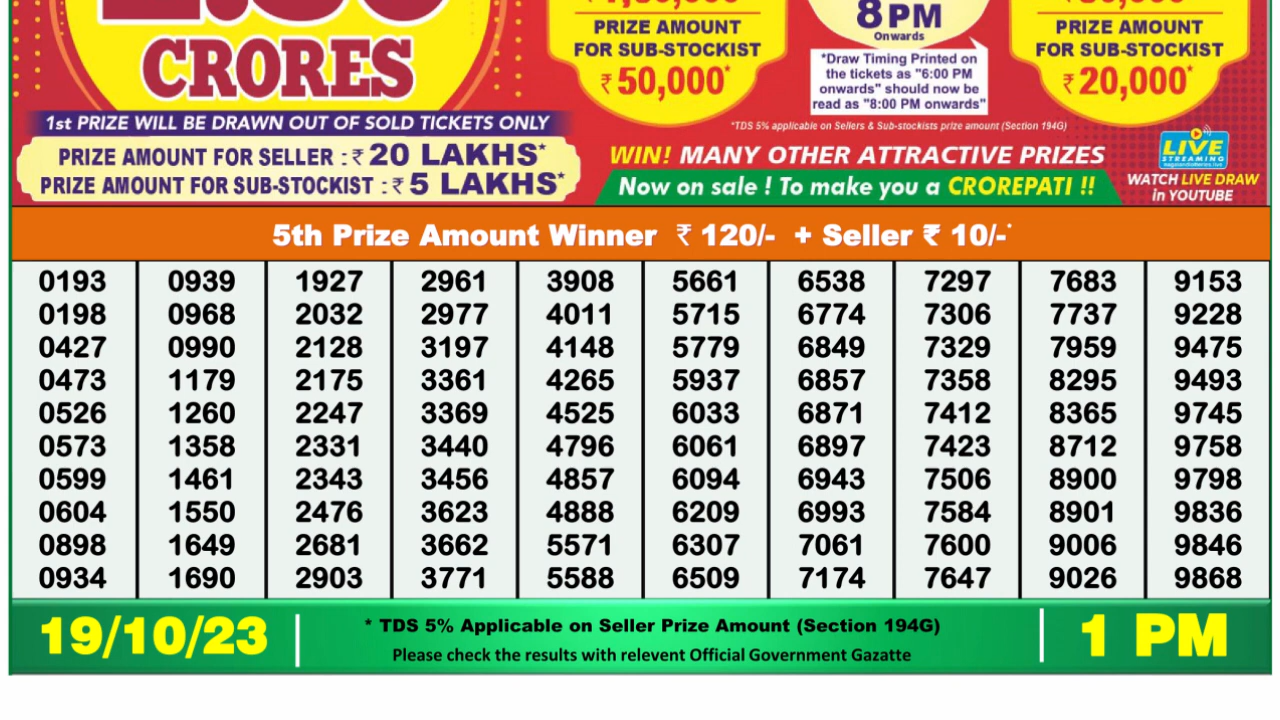 CRORES
1st PRIZE WILL BE DRAWN OUT OF SOLD TICKETS ONLY
PRIZE AMOUNT FOR SELLER : ₹ 20 LAKHS*
PRIZE AMOUNT FOR SUB-STOCKIST : ₹ 5 LAKHS*
PRIZE AMOUNT
FOR SUB-STOCKIST
₹ 50,000*
8 PM
Onwards
*Draw Timing Printed on
the tickets as "6:00 PM
onwards" should now be
read as "8:00 PM onwards"
PRIZE AMOUNT
FOR SUB-STOCKIST
₹ 20,000*
*TDS 5% applicable on Sellers & Sub-stockists prize amount (Section 194G)
WIN! MANY OTHER ATTRACTIVE PRIZES
Now on sale ! To make you a CROREPATI !!
LIVE
STREAMING
WATCH LIVE DRAW
in YOUTUBE
5th Prize Amount Winner ₹ 120/- + Seller ₹ 10/-*
0193 0939 1927 2961 3908 5661 6538 7297 7683 9153
0198 0968 2032 2977 4011 5715 6774 7306 7737 9228
0427 0990 2128 3197 4148 5779 6849 7329 7959 9475
0473 1179 2175 3361 4265 5937 6857 7358 8295 9493
0526 1260 2247 3369 4525 6033 6871 7412 8365 9745
0573 1358 2331 3440 4796 6061 6897 7423 8712 9758
0599 1461 2343 3456 4857 6094 6943 7506 8900 9798
0604 1550 2476 3623 4888 6209 6993 7584 8901 9836
0898 1649 2681 3662 5571 6307 7061 7600 9006 9846
0934 1690 2903 3771 5588 6509 7174 7647 9026 9868
19/10/23
* TDS 5% Applicable on Seller Prize Amount (Section 194G)
Please check the results with relevent Official Government Gazatte
1 PM